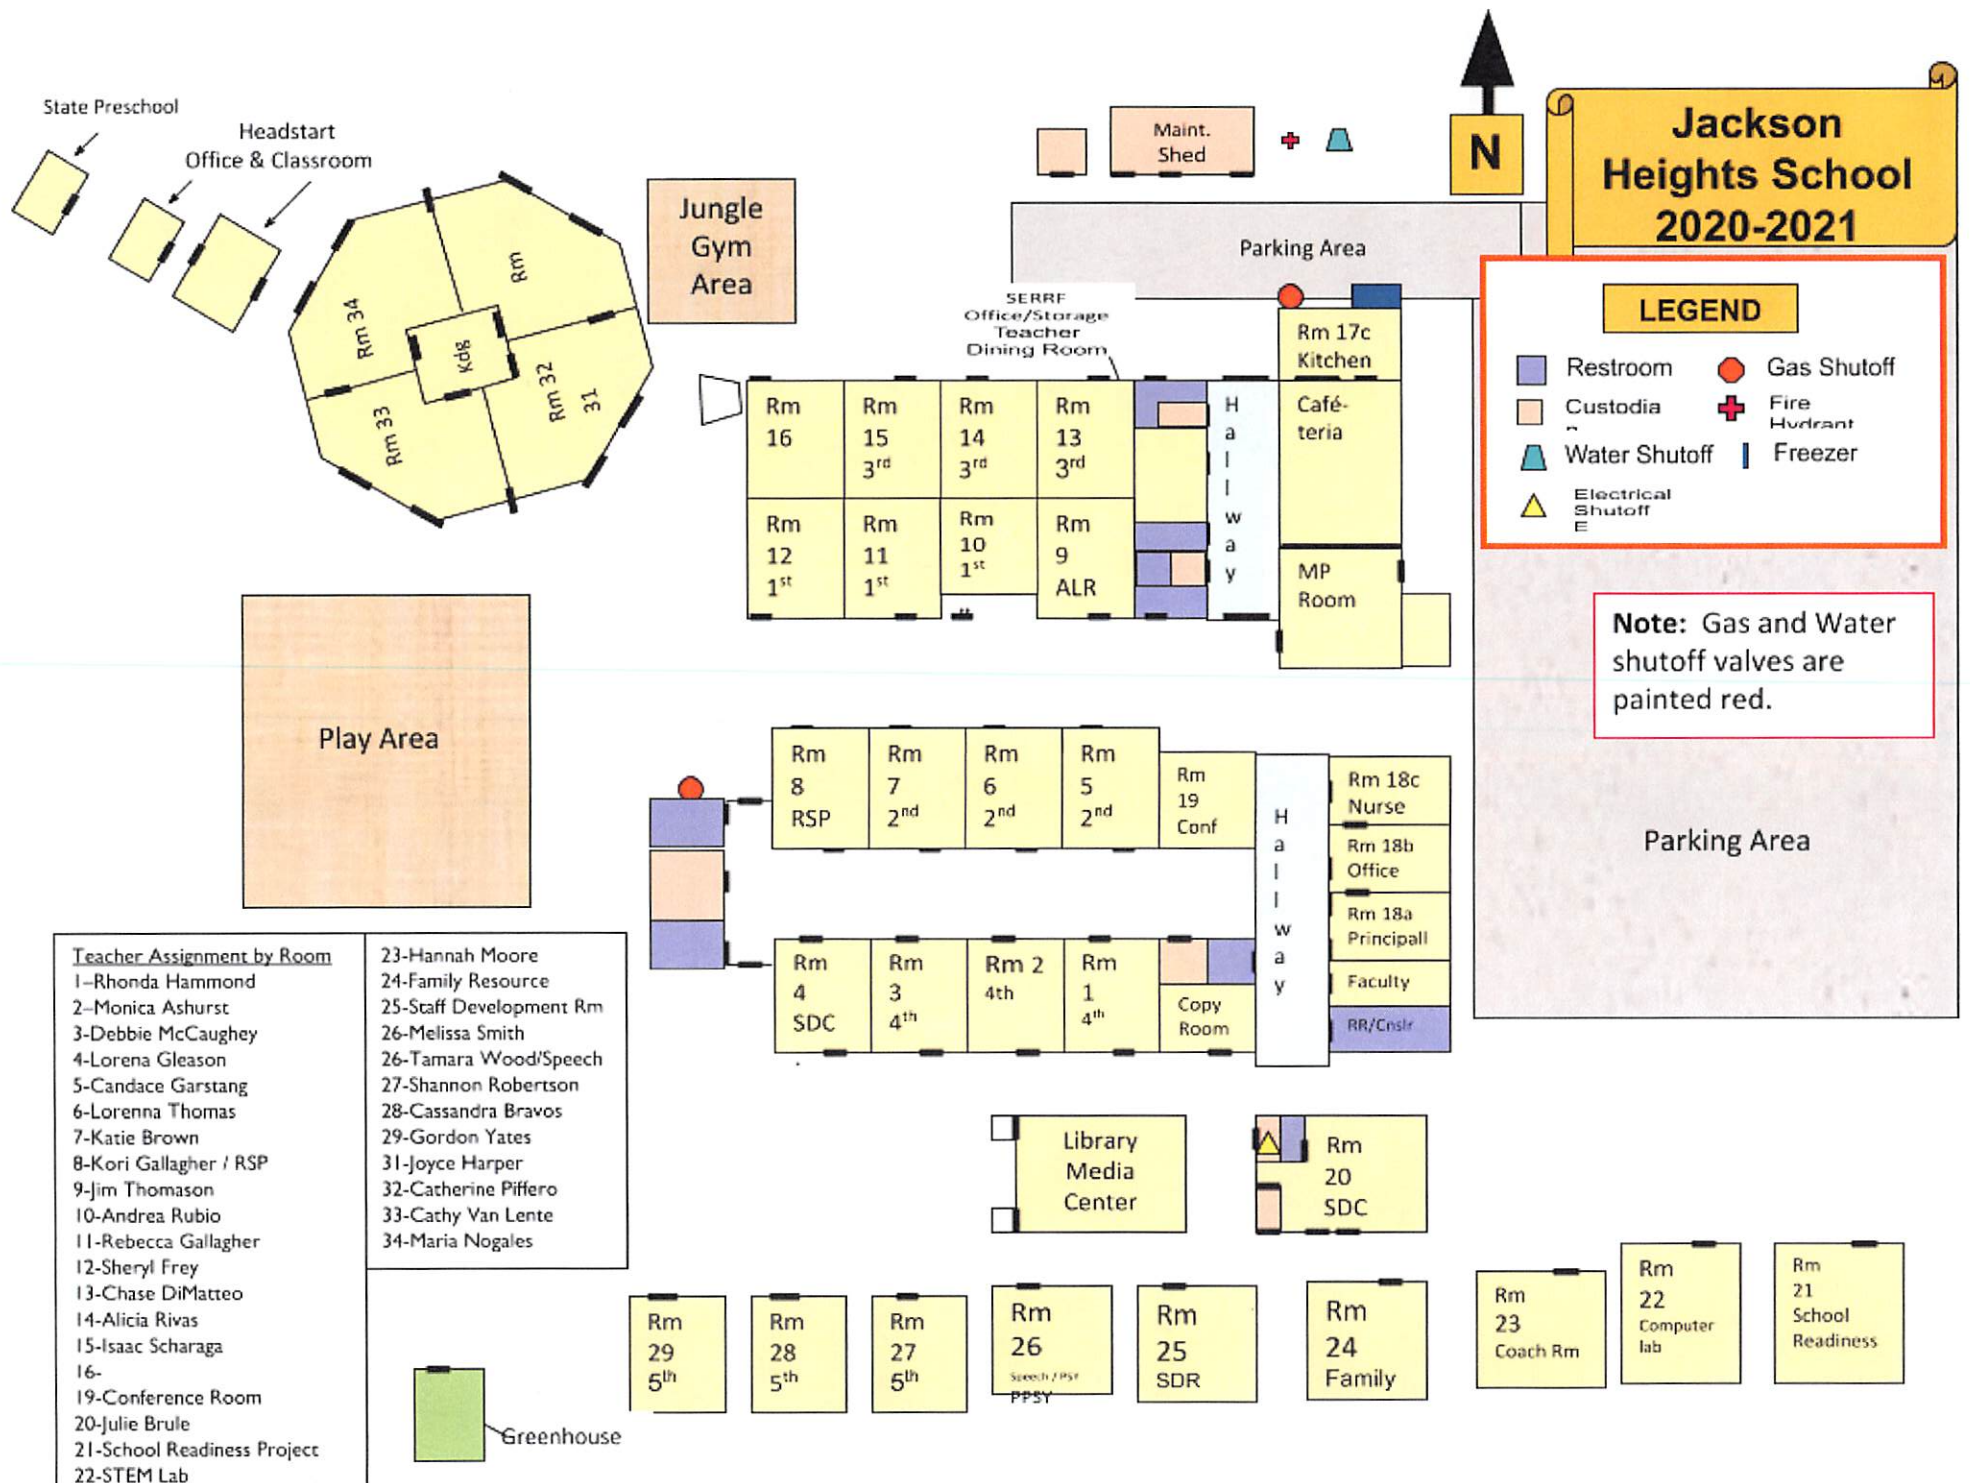 State Preschool
Headstart
Office & Classroom
Rm 34
Rm
Kdg
Rm 33
Rm 32
31
Jungle
Gym
Area
Maint.
Shed
N
Jackson
Heights School
2020-2021
Parking Area
LEGEND
Restroom
Gas Shutoff
Custodia
Fire
Hydrant
Water Shutoff
Freezer
Electrical
Shutoff
E
Note: Gas and Water
shutoff valves are
painted red.
Parking Area
SERRF
Office/Storage
Teacher
Dining Room
Rm 17c
Kitchen
Rm
16
Rm
15
3rd
Rm
14
3rd
Rm
13
3rd
Hallway
Café-
teria
Rm
12
1st
Rm
11
1st
Rm
10
1st
Rm
9
ALR
MP
Room
Play Area
Rm
8
RSP
Rm
7
2nd
Rm
6
2nd
Rm
5
2nd
Rm
19
Conf
Hallway
Rm 18c
Nurse
Rm 18b
Office
Rm 18a
Principall
Faculty
RR/Cnslr
Rm
4
SDC
Rm
3
4th
Rm 2
4th
Rm
1
4th
Copy
Room
Library
Media
Center
Rm
20
SDC
Rm
29
5th
Rm
28
5th
Rm
27
5th
Rm
26
Speech / PSY
PPSY
Rm
25
SDR
Rm
24
Family
Rm
23
Coach Rm
Rm
22
Computer
lab
Rm
21
School
Readiness
Greenhouse
Teacher Assignment by Room
1–Rhonda Hammond
2–Monica Ashurst
3-Debbie McCaughey
4-Lorena Gleason
5-Candace Garstang
6-Lorenna Thomas
7-Katie Brown
8-Kori Gallagher / RSP
9-Jim Thomason
10-Andrea Rubio
11-Rebecca Gallagher
12-Sheryl Frey
13-Chase DiMatteo
14-Alicia Rivas
15-Isaac Scharaga
16-
19-Conference Room
20-Julie Brule
21-School Readiness Project
22-STEM Lab
23-Hannah Moore
24-Family Resource
25-Staff Development Rm
26-Melissa Smith
26-Tamara Wood/Speech
27-Shannon Robertson
28-Cassandra Bravos
29-Gordon Yates
31-Joyce Harper
32-Catherine Piffero
33-Cathy Van Lente
34-Maria Nogales